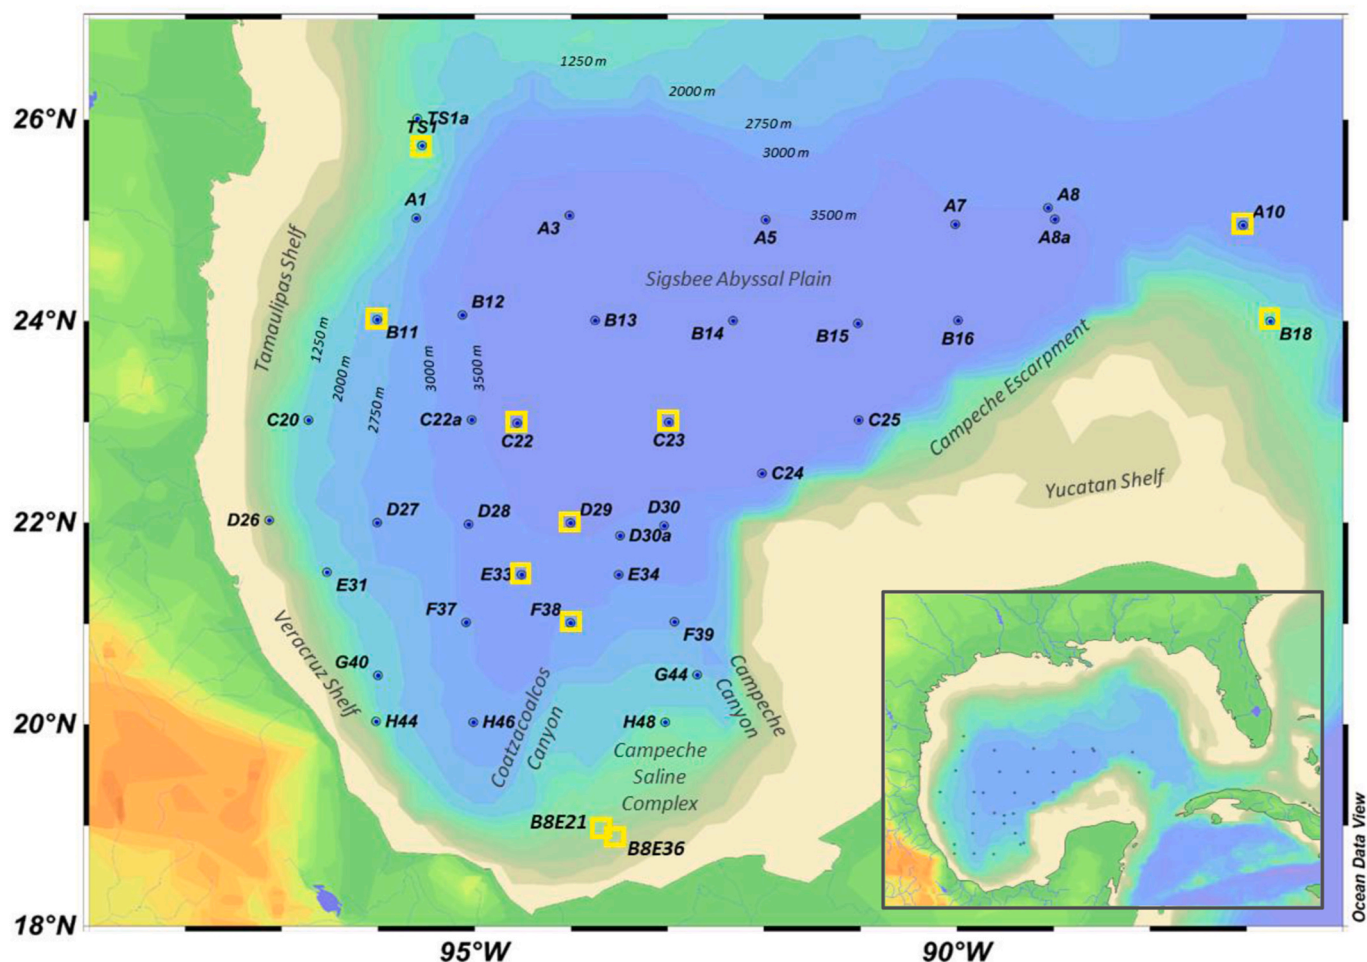 1250 m
2000 m
26°N
TS1a
TS1
2750 m
3000 m
A1
A3
A5
3500 m
A7
A8
A8a
A10
Tamaulipas Shelf
Sigsbee Abyssal Plain
24°N
B11
B12
B13
B14
B15
B16
B18
1250 m
2000 m
2750 m
3000 m
3500 m
Campeche Escarpment
C20
C22a
C22
C23
C25
C24
Yucatan Shelf
22°N
D26
D27
D28
D29
D30
D30a
E31
E33
E34
F37
F38
F39
Veracruz Shelf
G40
G44
Campeche
Canyon
20°N
H44
H46
Coatzacoalcos
Canyon
H48
Campeche
Saline
Complex
B8E21
B8E36
18°N
95°W
90°W
Ocean Data View